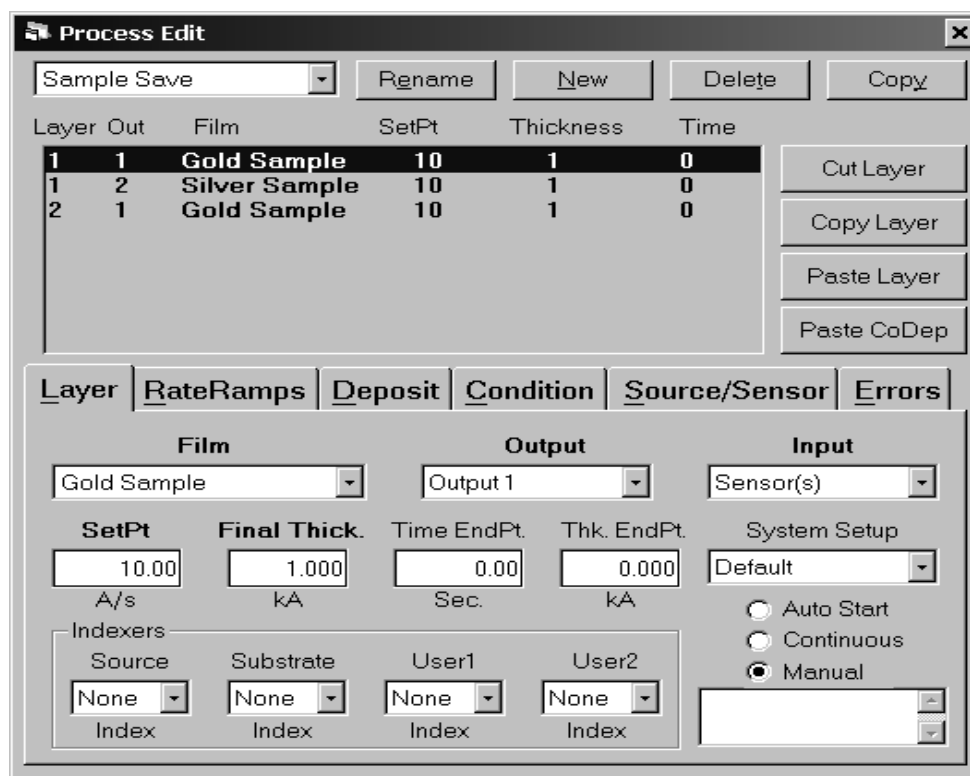 Process Edit
Sample Save Rename New Delete Copy
Layer Out Film SetPt Thickness Time
1 1 Gold Sample 10 1 0
1 2 Silver Sample 10 1 0
2 1 Gold Sample 10 1 0
Cut Layer
Copy Layer
Paste Layer
Paste CoDep
Layer RateRamps Deposit Condition Source/Sensor Errors
Film Output Input
Gold Sample Output 1 Sensor(s)
SetPt Final Thick. Time EndPt. Thk. EndPt. System Setup
10.00 1.000 0.00 0.000 Default
A/s kA Sec. kA
Auto Start
Continuous
Manual
Indexers
Source Substrate User1 User2
None None None None
Index Index Index Index